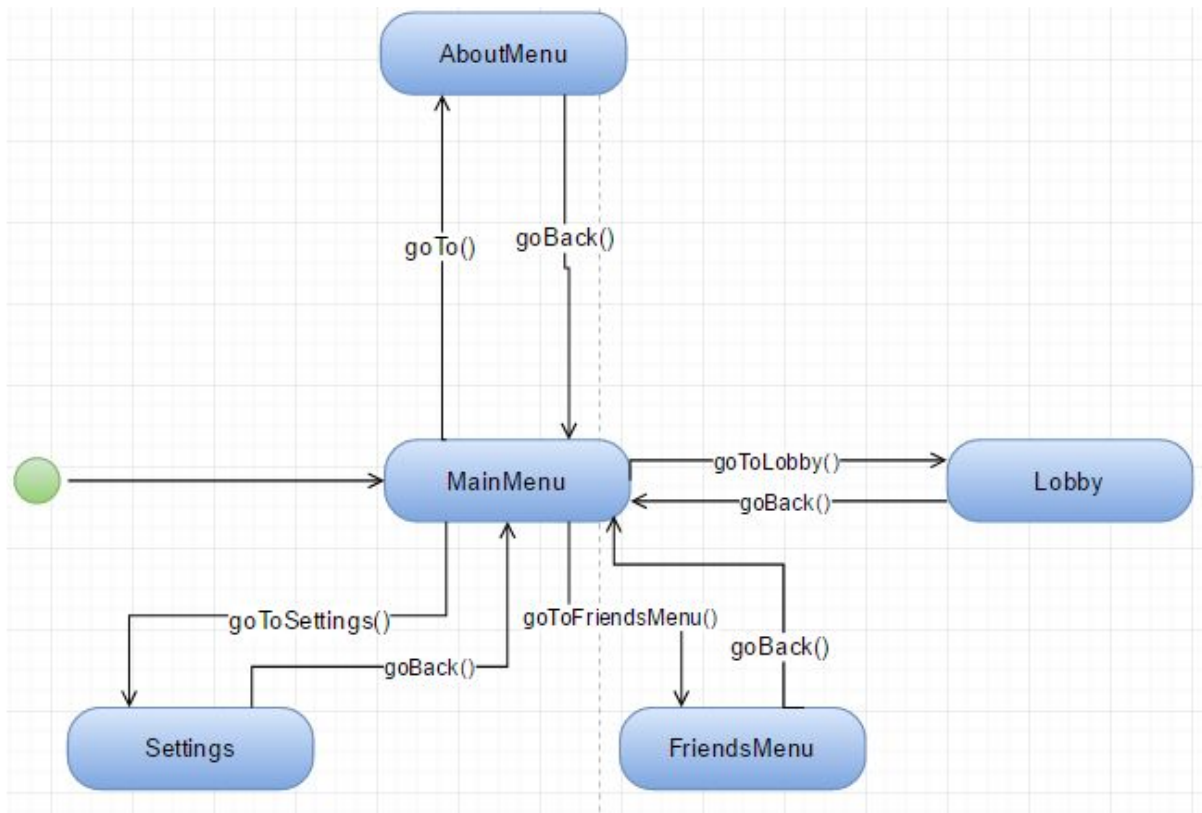 AboutMenu
goTo()
goBack()
MainMenu
goToLobby()
goBack()
Lobby
goToSettings()
goToFriendsMenu()
goBack()
goBack()
Settings
FriendsMenu